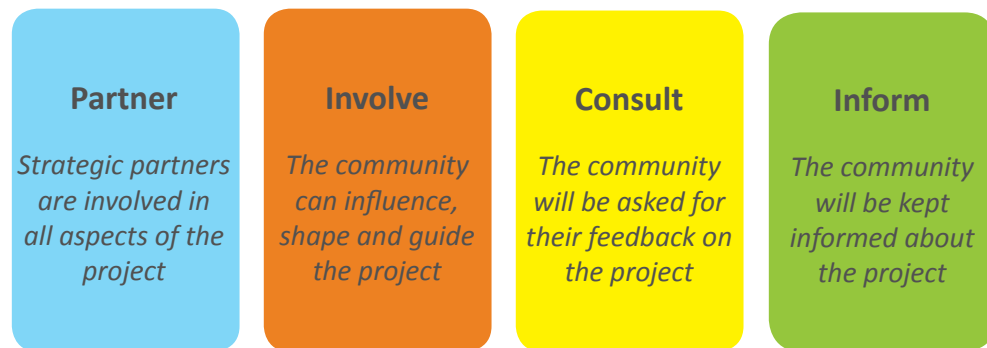 Partner
Strategic partners
are involved in
all aspects of the
project
Involve
The community
can influence,
shape and guide
the project
Consult
The community
will be asked for
their feedback on
the project
Inform
The community
will be kept
informed about
the project